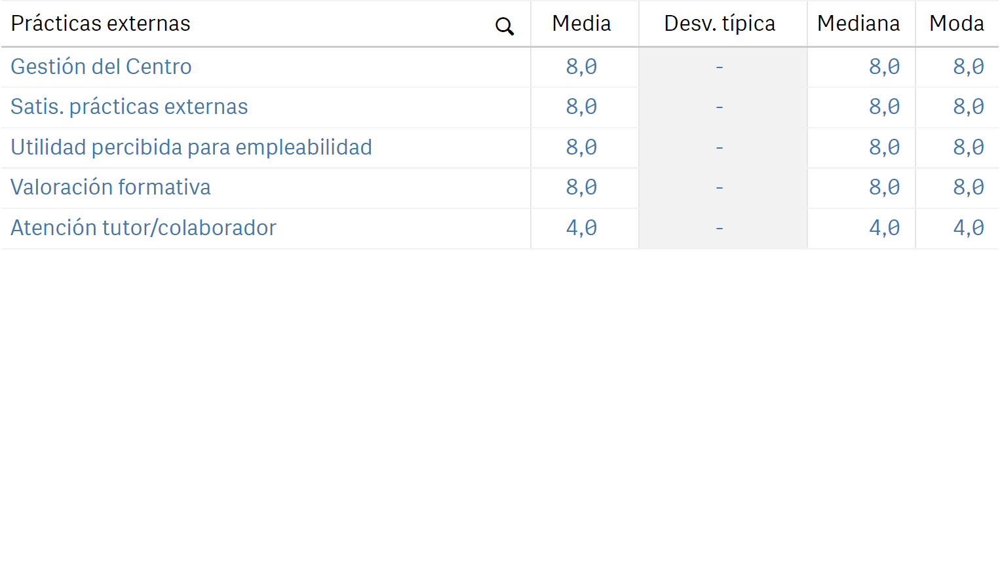 Prácticas externas Media Desv. típica Mediana Moda
Gestión del Centro 8,0 - 8,0 8,0
Satis. prácticas externas 8,0 - 8,0 8,0
Utilidad percibida para empleabilidad 8,0 - 8,0 8,0
Valoración formativa 8,0 - 8,0 8,0
Atención tutor/colaborador 4,0 - 4,0 4,0